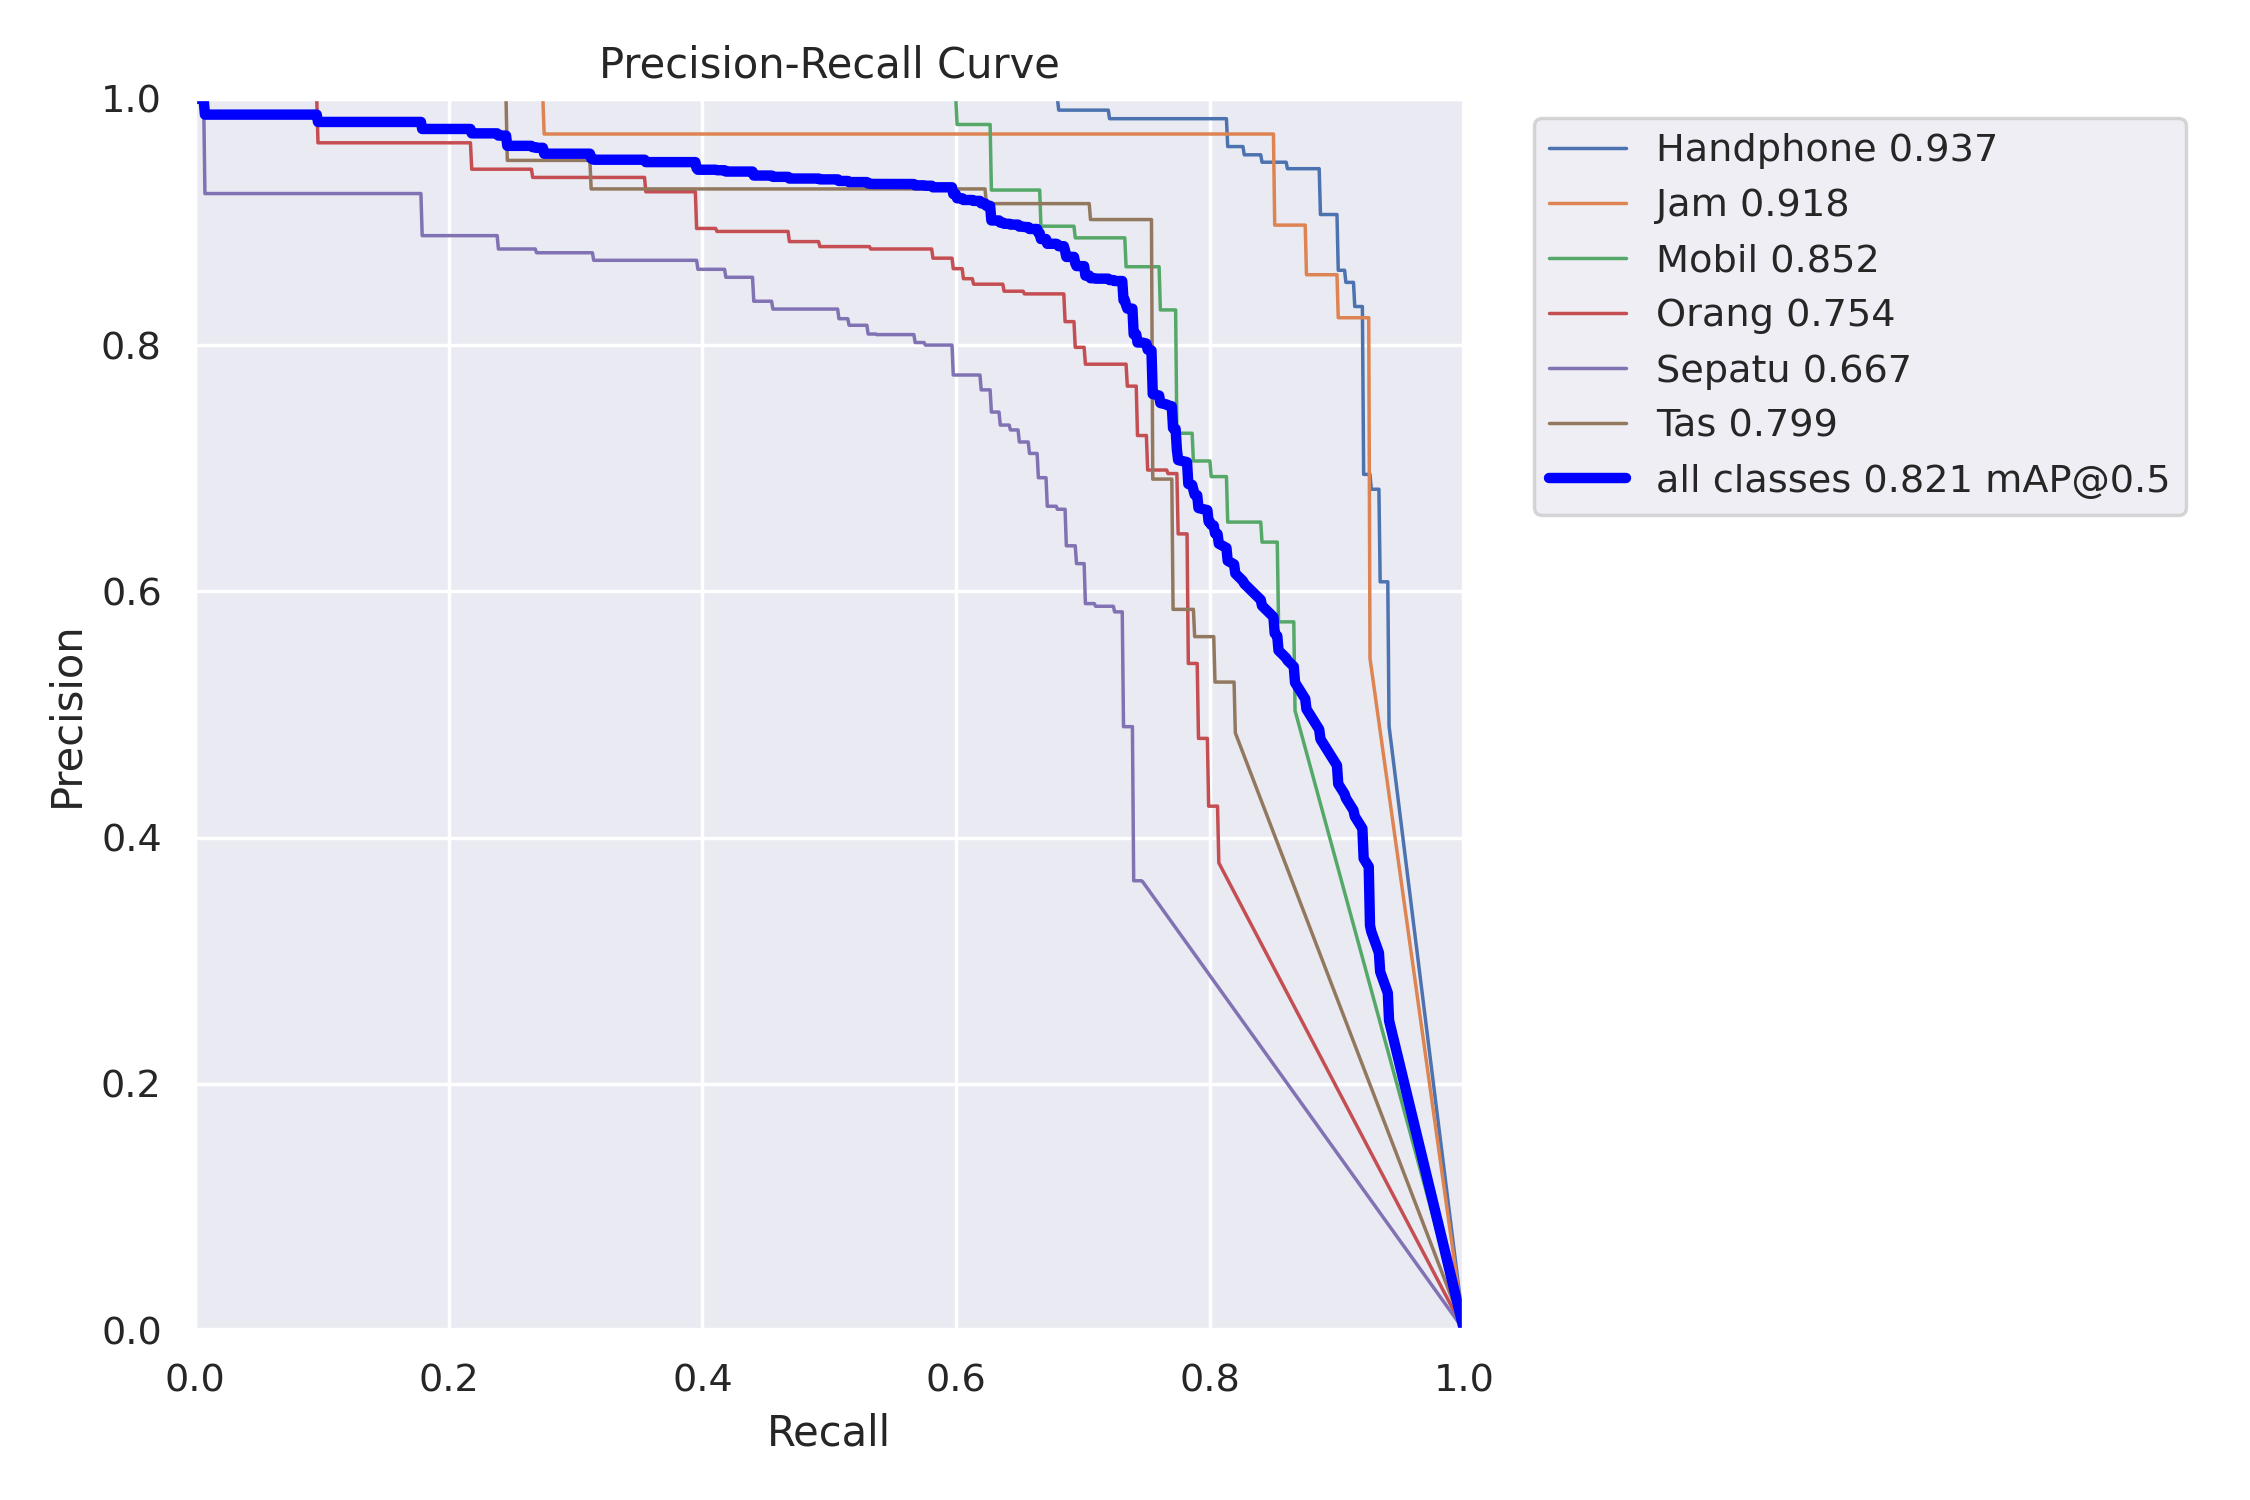 Precision-Recall Curve
1.0
0.8
0.6
0.4
0.2
0.0
Precision
0.0 0.2 0.4 0.6 0.8 1.0
Recall
Handphone 0.937
Jam 0.918
Mobil 0.852
Orang 0.754
Sepatu 0.667
Tas 0.799
all classes 0.821 mAP@0.5